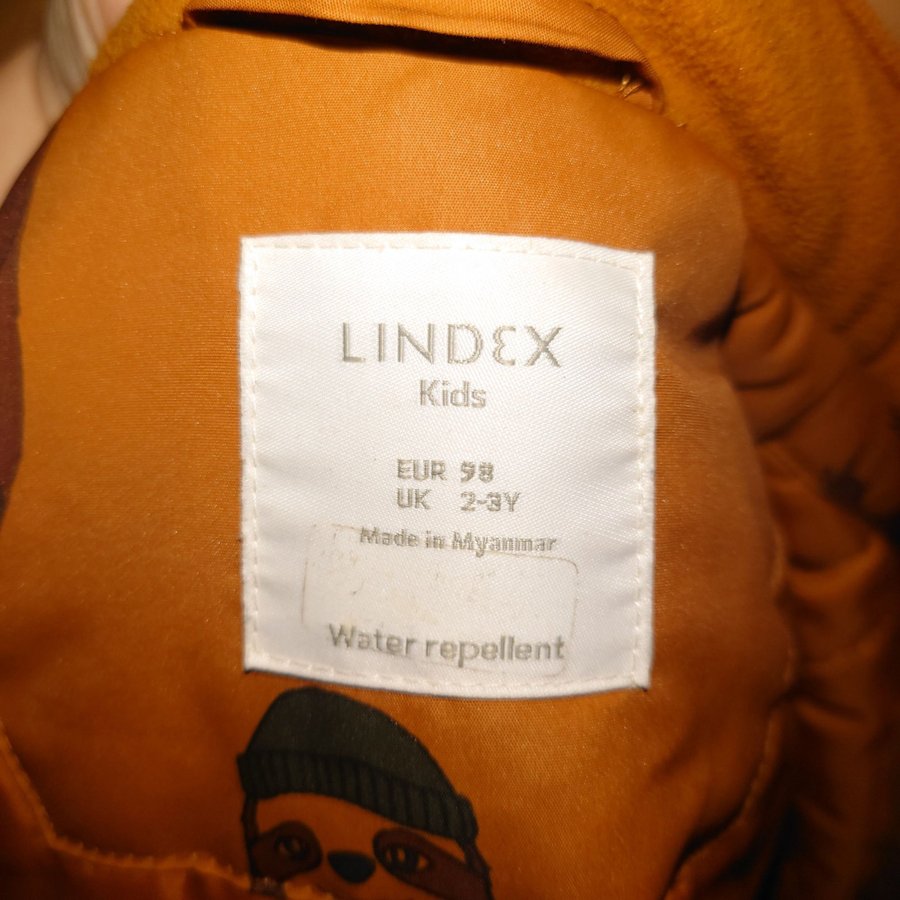 LINDEX
Kids
EUR 98
UK 2-3Y
Made in Myanmar
Water repellent